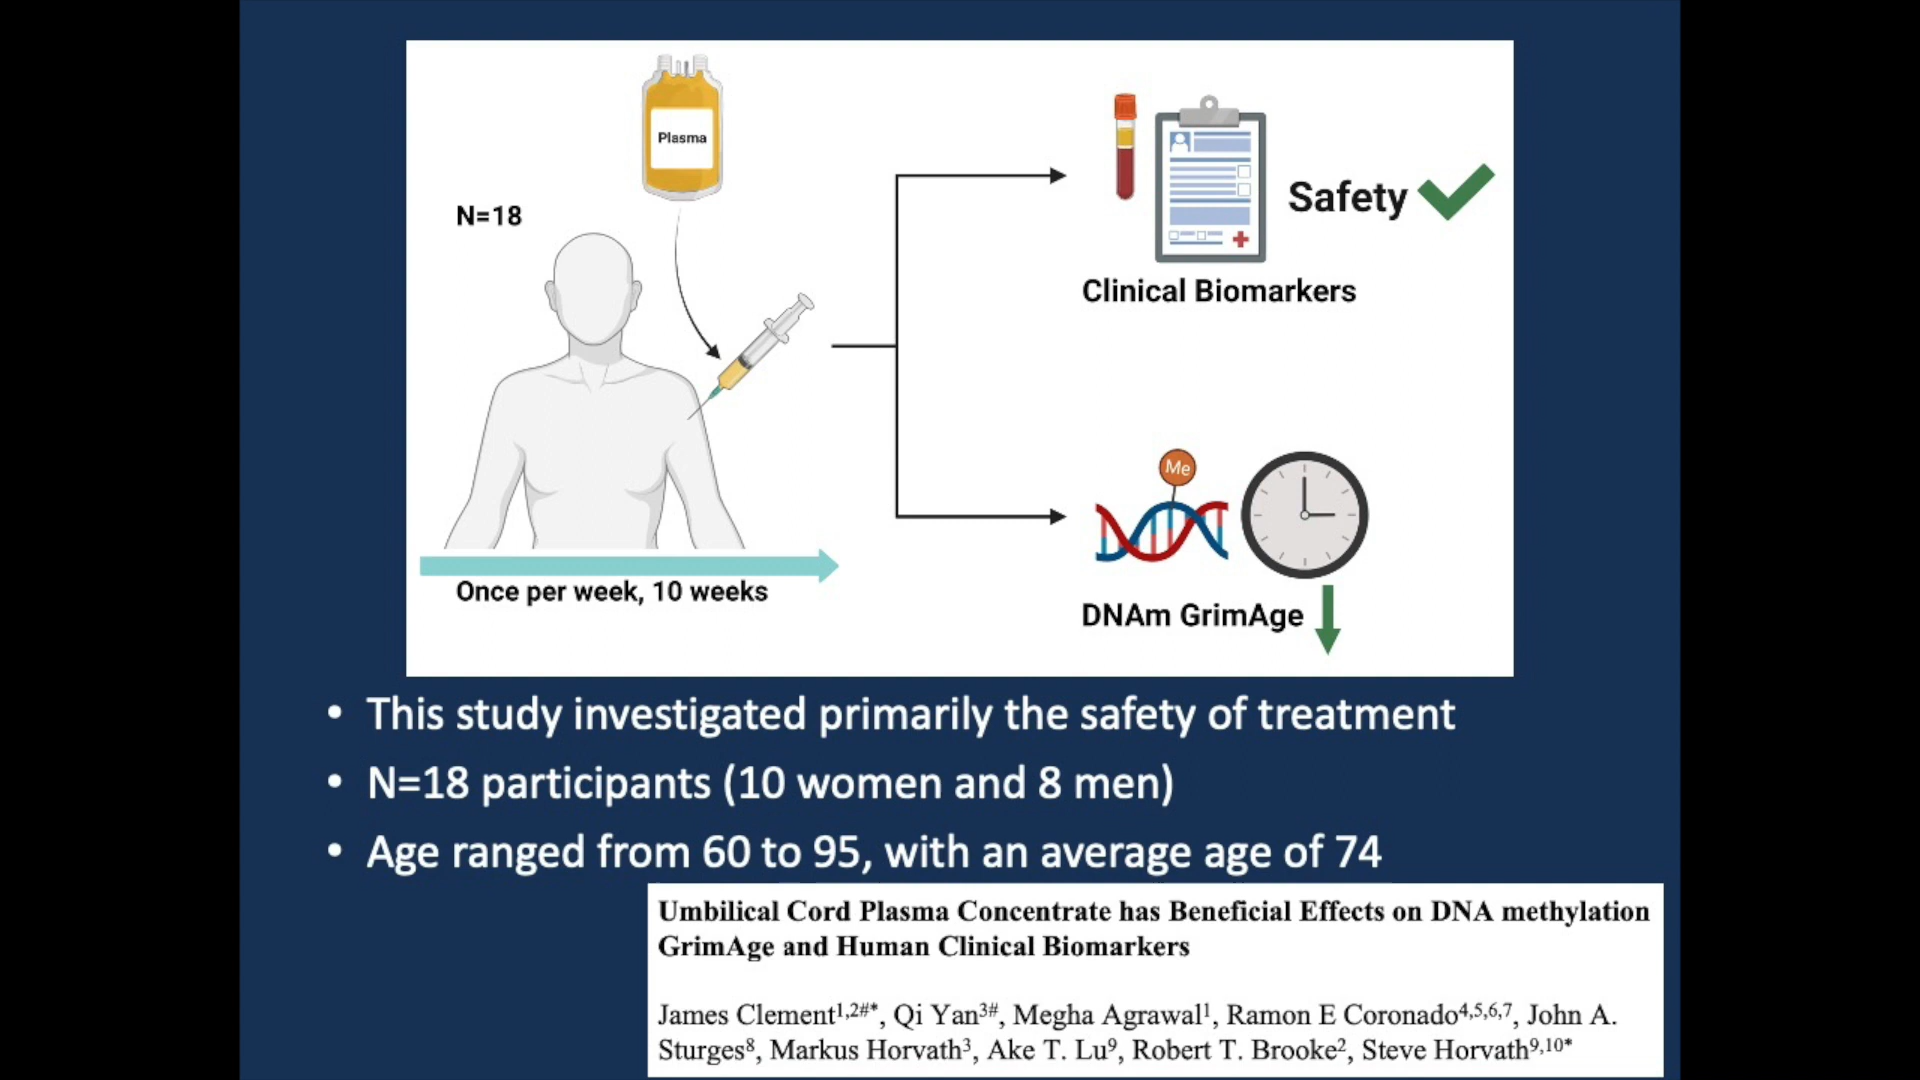 Plasma
N=18
Safety
Clinical Biomarkers
Me
Once per week, 10 weeks
DNAm GrimAge
• This study investigated primarily the safety of treatment
• N=18 participants (10 women and 8 men)
• Age ranged from 60 to 95, with an average age of 74
Umbilical Cord Plasma Concentrate has Beneficial Effects on DNA methylation
GrimAge and Human Clinical Biomarkers
James Clement1,2#*, Qi Yan3#, Megha Agrawal1, Ramon E Coronado4,5,6,7, John A.
Sturges8, Markus Horvath3, Ake T. Lu9, Robert T. Brooke2, Steve Horvath9,10*